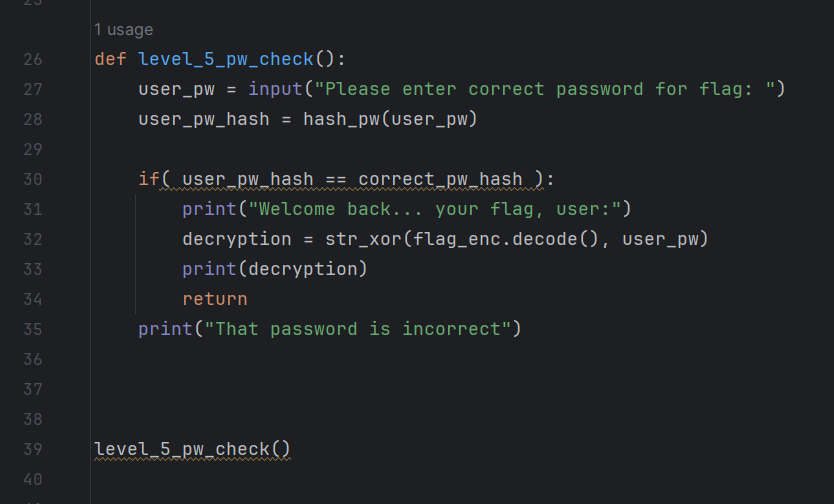 1 usage
26 def level_5_pw_check():
27 user_pw = input("Please enter correct password for flag: ")
28 user_pw_hash = hash_pw(user_pw)
29
30 if( user_pw_hash == correct_pw_hash ):
31 print("Welcome back... your flag, user:")
32 decryption = str_xor(flag_enc.decode(), user_pw)
33 print(decryption)
34 return
35 print("That password is incorrect")
36
37
38
39 level_5_pw_check()
40